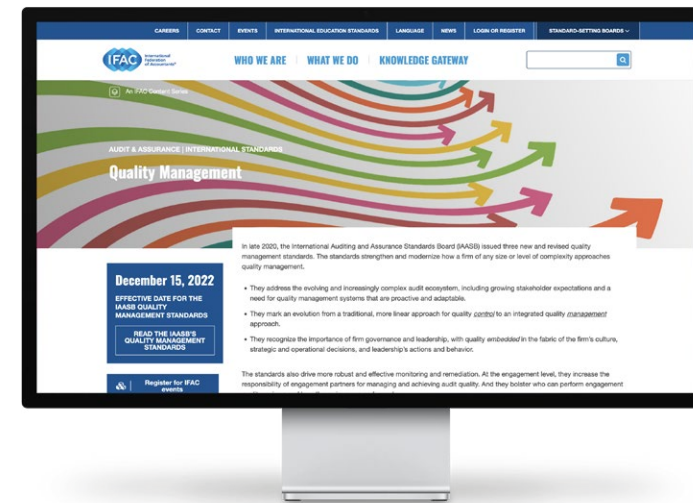 CAREERS CONTACT EVENTS INTERNATIONAL EDUCATION STANDARDS LANGUAGE NEWS LOGIN OR REGISTER STANDARD-SETTING BOARDS
IFAC International Federation of Accountants®
WHO WE ARE WHAT WE DO KNOWLEDGE GATEWAY
An IFAC Content Series
AUDIT & ASSURANCE | INTERNATIONAL STANDARDS
Quality Management
In late 2020, the International Auditing and Assurance Standards Board (IAASB) issued three new and revised quality
management standards. The standards strengthen and modernize how a firm of any size or level of complexity approaches
quality management.
• They address the evolving and increasingly complex audit ecosystem, including growing stakeholder expectations and a
need for quality management systems that are proactive and adaptable.
• They mark an evolution from a traditional, more linear approach for quality control to an integrated quality management
approach.
• They recognize the importance of firm governance and leadership, with quality embedded in the fabric of the firm's culture,
strategic and operational decisions, and leadership's actions and behavior.
The standards also drive more robust and effective monitoring and remediation. At the engagement level, they increase the
responsibility of engagement partners for managing and achieving audit quality. And they bolster who can perform engagement
December 15, 2022
EFFECTIVE DATE FOR THE
IAASB QUALITY
MANAGEMENT STANDARDS
READ THE IAASB'S
QUALITY MANAGEMENT
STANDARDS
Register for IFAC
events